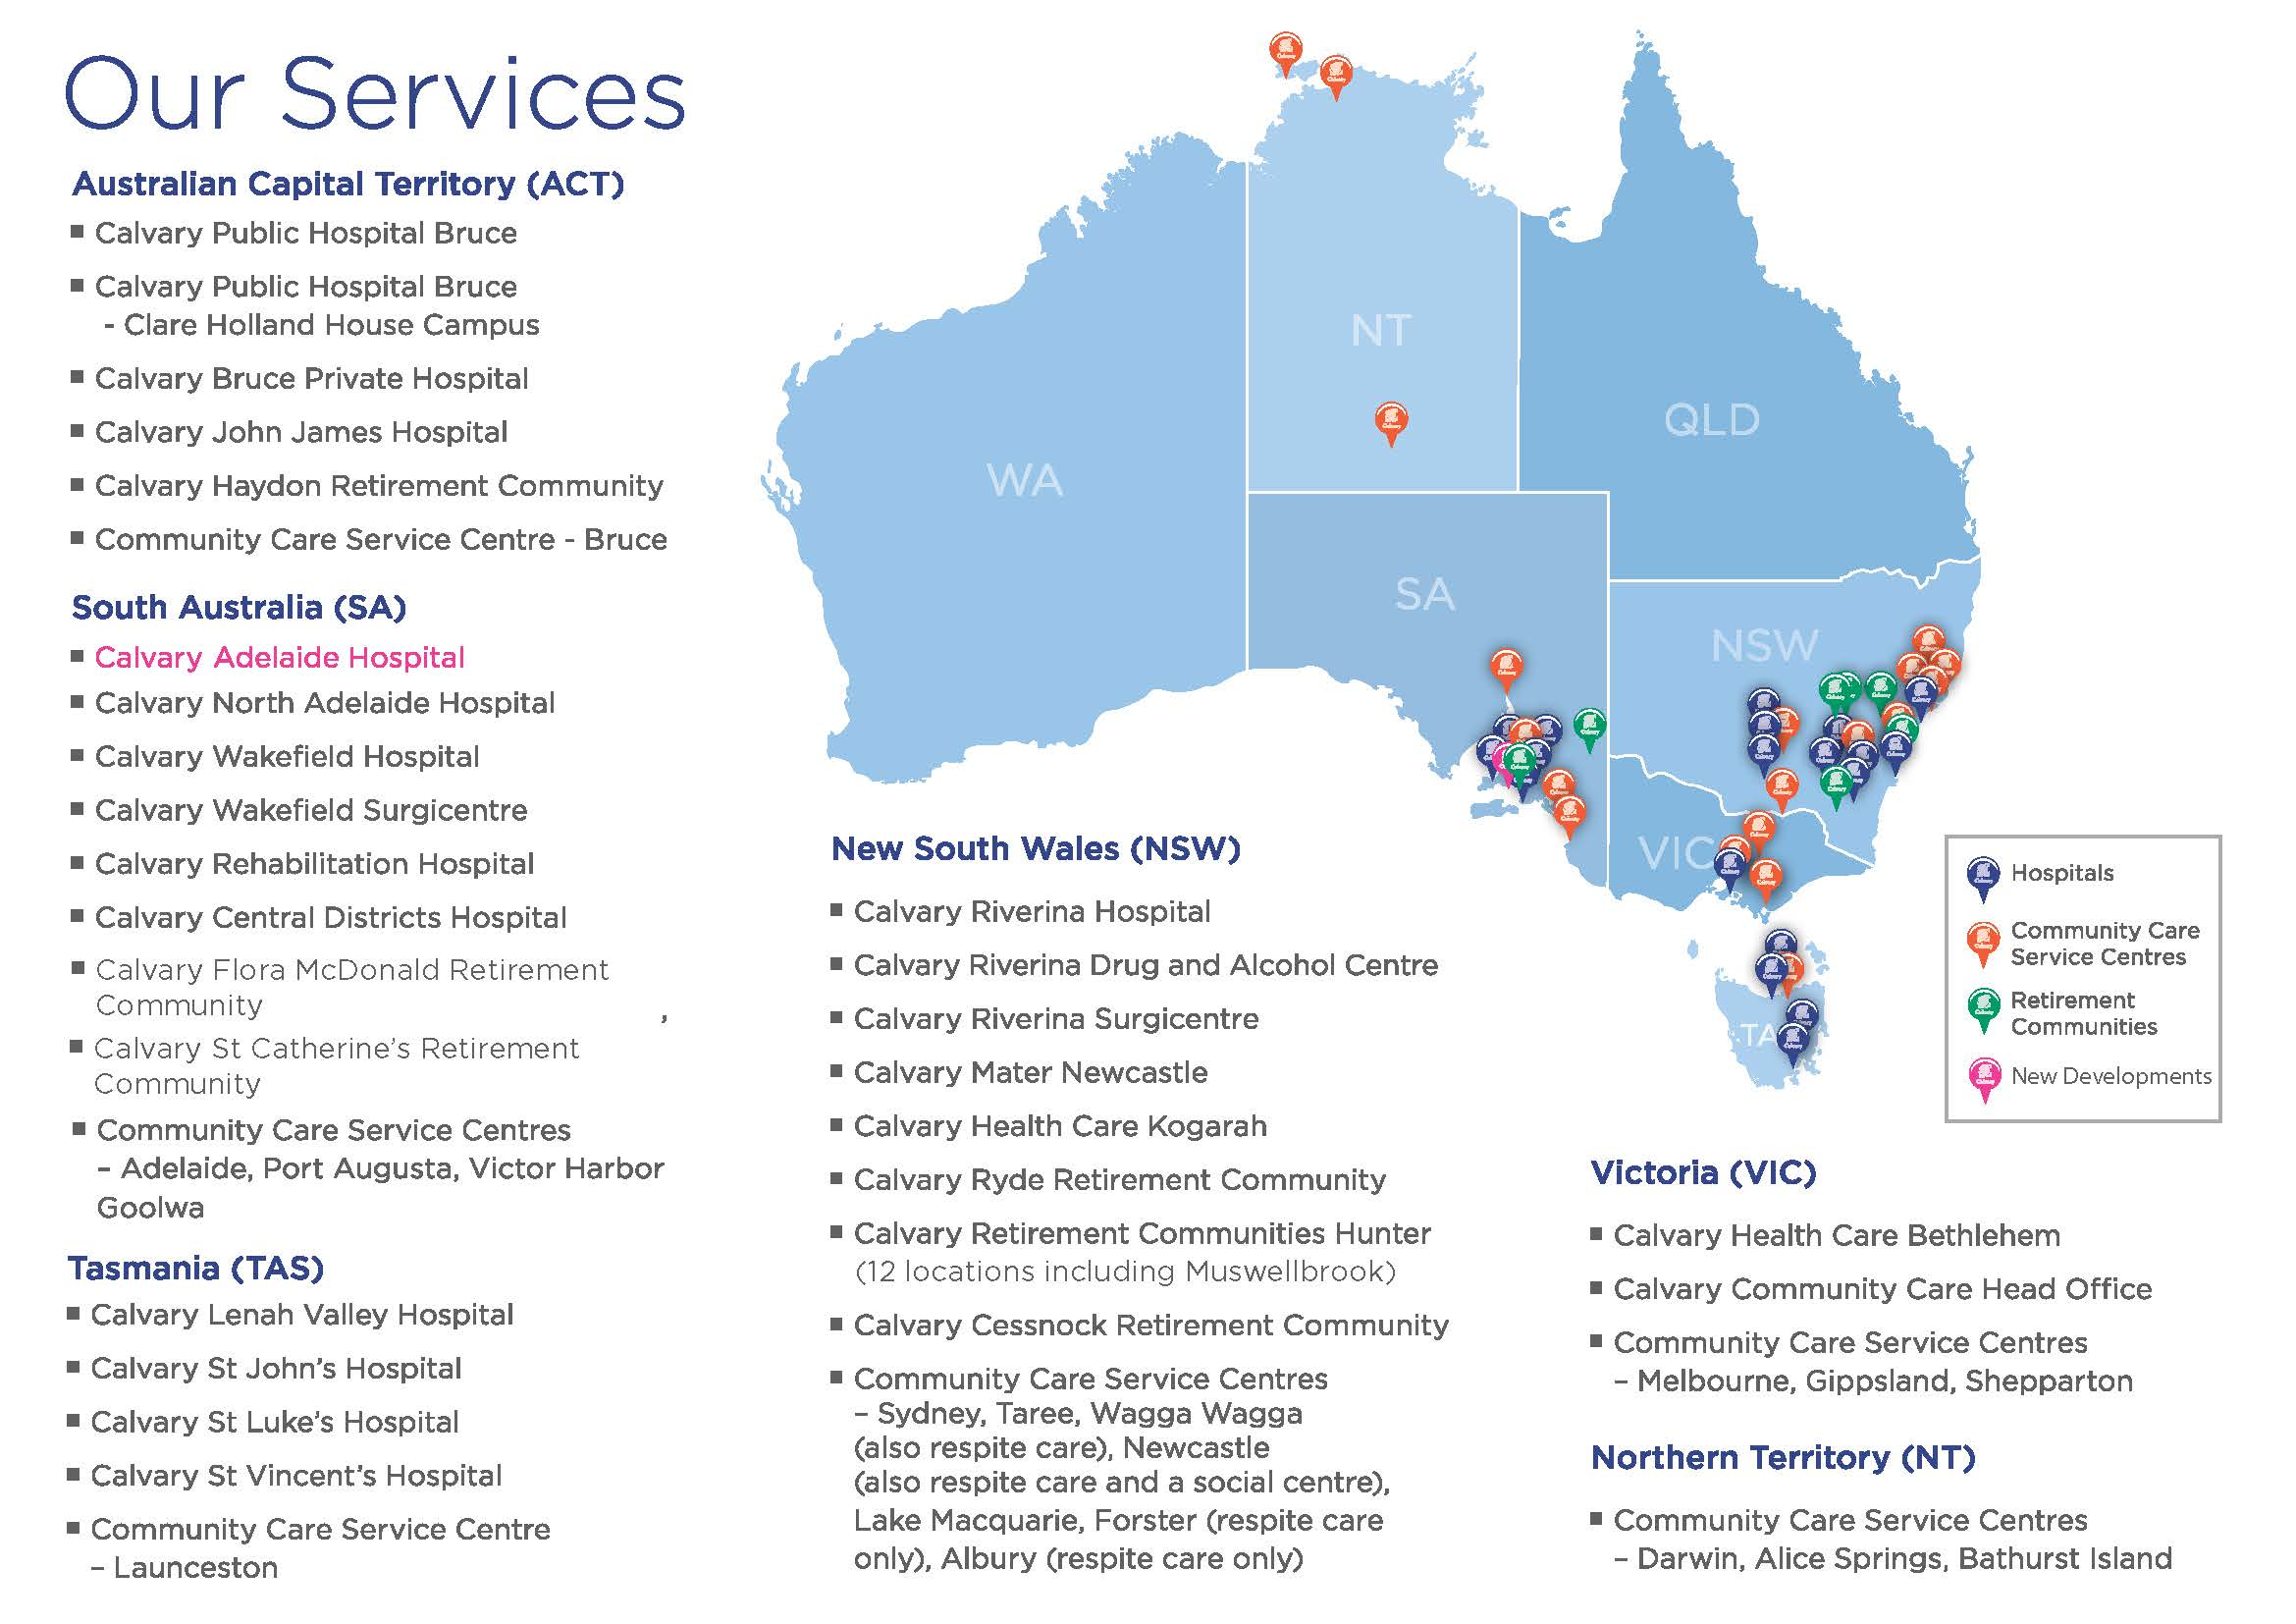 Our Services
Australian Capital Territory (ACT)
▪ Calvary Public Hospital Bruce
▪ Calvary Public Hospital Bruce
- Clare Holland House Campus
▪ Calvary Bruce Private Hospital
▪ Calvary John James Hospital
▪ Calvary Haydon Retirement Community
▪ Community Care Service Centre - Bruce
South Australia (SA)
▪ Calvary Adelaide Hospital
▪ Calvary North Adelaide Hospital
▪ Calvary Wakefield Hospital
▪ Calvary Wakefield Surgicentre
▪ Calvary Rehabilitation Hospital
▪ Calvary Central Districts Hospital
▪ Calvary Flora McDonald Retirement
Community
,
▪ Calvary St Catherine's Retirement
Community
▪ Community Care Service Centres
– Adelaide, Port Augusta, Victor Harbor
Goolwa
Tasmania (TAS)
▪ Calvary Lenah Valley Hospital
▪ Calvary St John's Hospital
▪ Calvary St Luke's Hospital
▪ Calvary St Vincent's Hospital
▪ Community Care Service Centre
– Launceston
New South Wales (NSW)
▪ Calvary Riverina Hospital
▪ Calvary Riverina Drug and Alcohol Centre
▪ Calvary Riverina Surgicentre
▪ Calvary Mater Newcastle
▪ Calvary Health Care Kogarah
▪ Calvary Ryde Retirement Community
▪ Calvary Retirement Communities Hunter
(12 locations including Muswellbrook)
▪ Calvary Cessnock Retirement Community
▪ Community Care Service Centres
– Sydney, Taree, Wagga Wagga
(also respite care), Newcastle
(also respite care and a social centre),
Lake Macquarie, Forster (respite care
only), Albury (respite care only)
WA
NT
QLD
SA
NSW
VIC
TA
Hospitals
Community Care
Service Centres
Retirement
Communities
New Developments
Victoria (VIC)
▪ Calvary Health Care Bethlehem
▪ Calvary Community Care Head Office
▪ Community Care Service Centres
– Melbourne, Gippsland, Shepparton
Northern Territory (NT)
▪ Community Care Service Centres
– Darwin, Alice Springs, Bathurst Island